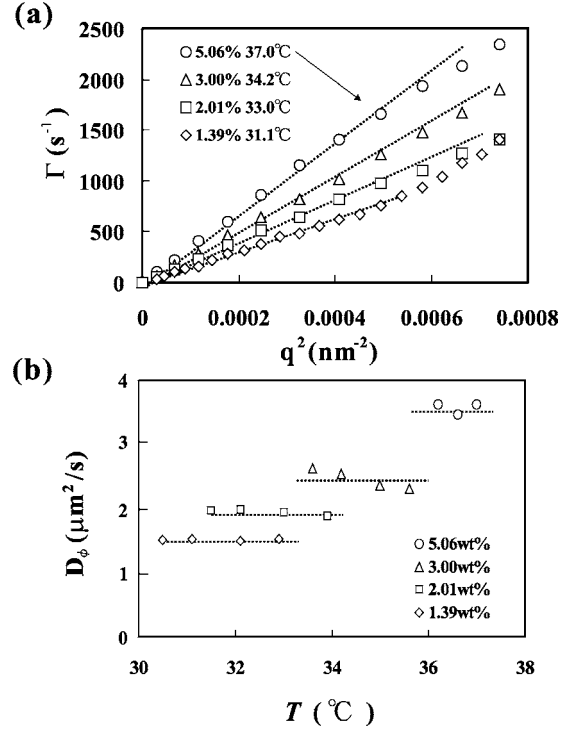 (a)
2500
2000
1500
1000
500
0
Γ (s⁻¹)
○ 5.06% 37.0℃
△ 3.00% 34.2℃
□ 2.01% 33.0℃
◇ 1.39% 31.1℃
0 0.0002 0.0004 0.0006 0.0008
q² (nm⁻²)
(b)
4
3
2
1
0
D_ϕ (μm²/s)
○ 5.06wt%
△ 3.00wt%
□ 2.01wt%
◇ 1.39wt%
30 32 34 36 38
T (℃)